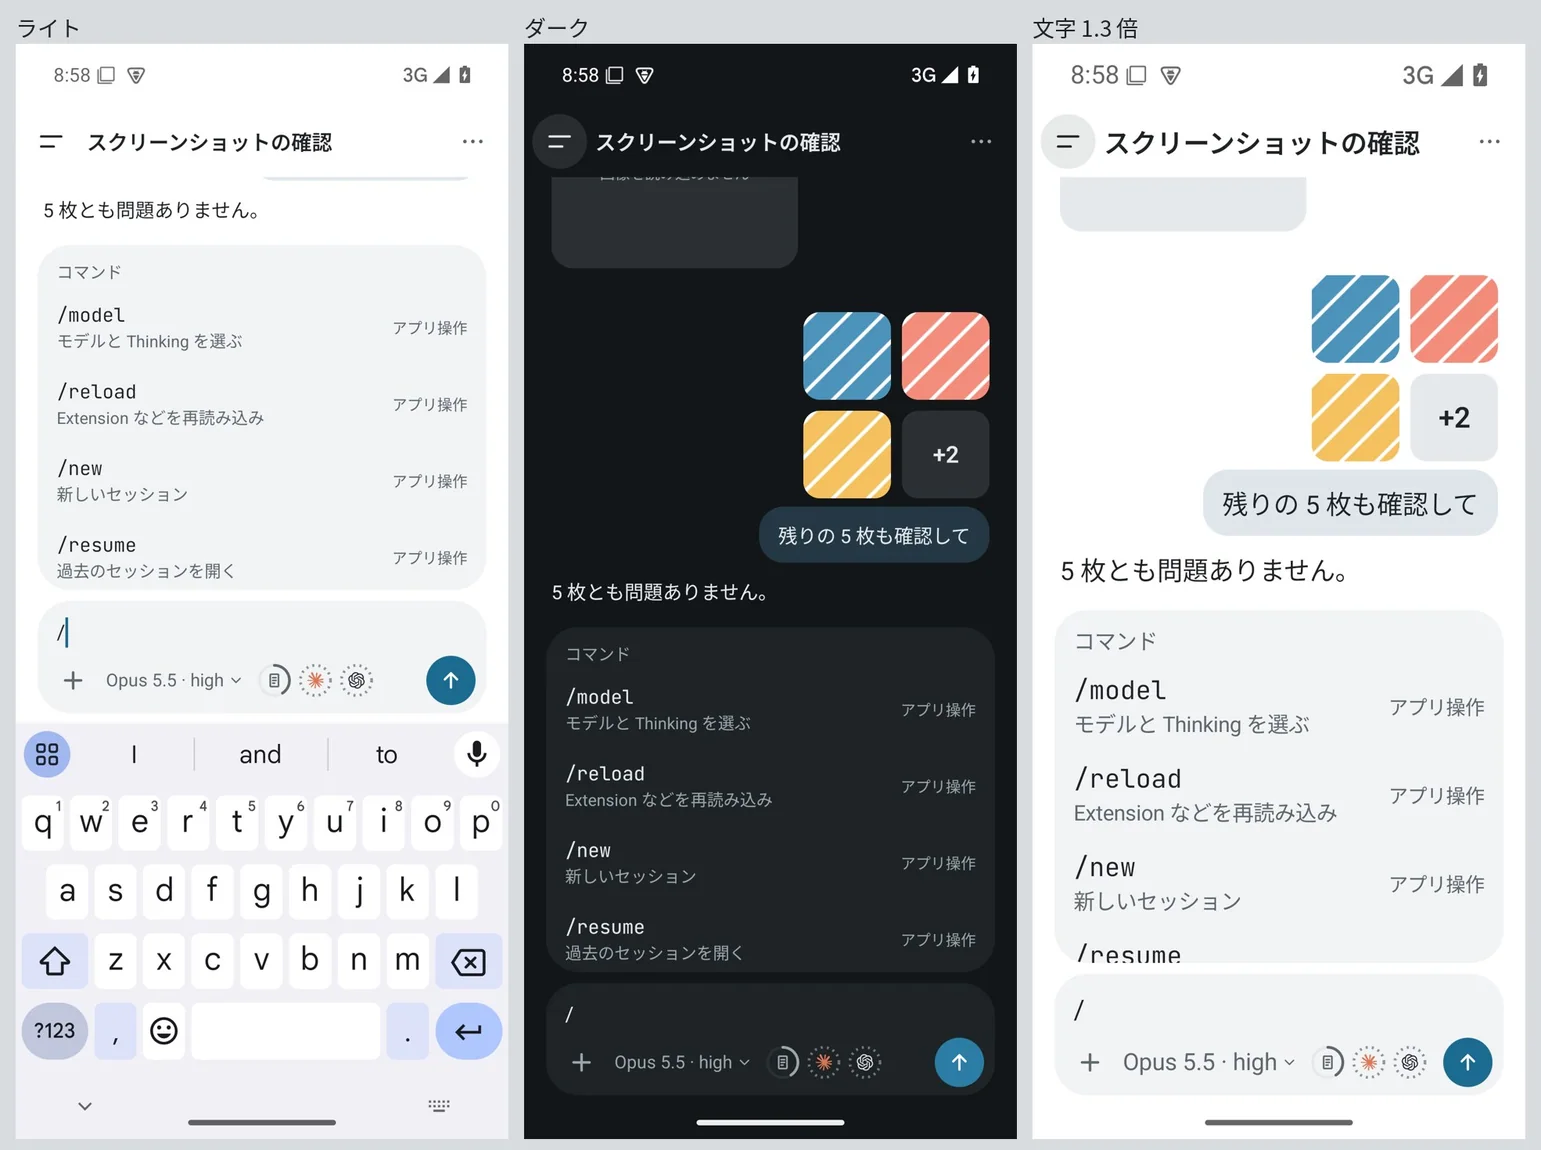 ライト
8:58
3G
スクリーンショットの確認
5 枚とも問題ありません。
コマンド
/model
モデルと Thinking を選ぶ
アプリ操作
/reload
Extension などを再読み込み
アプリ操作
/new
新しいセッション
アプリ操作
/resume
過去のセッションを開く
アプリ操作
/
Opus 5.5 · high
I and to
q1 w2 e3 r4 t5 y6 u7 i8 o9 p0
a s d f g h j k l
z x c v b n m
?123 , .
ダーク
8:58
3G
スクリーンショットの確認
+2
残りの 5 枚も確認して
5 枚とも問題ありません。
コマンド
/model
モデルと Thinking を選ぶ
アプリ操作
/reload
Extension などを再読み込み
アプリ操作
/new
新しいセッション
アプリ操作
/resume
過去のセッションを開く
アプリ操作
/
Opus 5.5 · high
文字 1.3 倍
8:58
3G
スクリーンショットの確認
+2
残りの 5 枚も確認して
5 枚とも問題ありません。
コマンド
/model
モデルと Thinking を選ぶ
アプリ操作
/reload
Extension などを再読み込み
アプリ操作
/new
新しいセッション
アプリ操作
/resume
/
Opus 5.5 · high